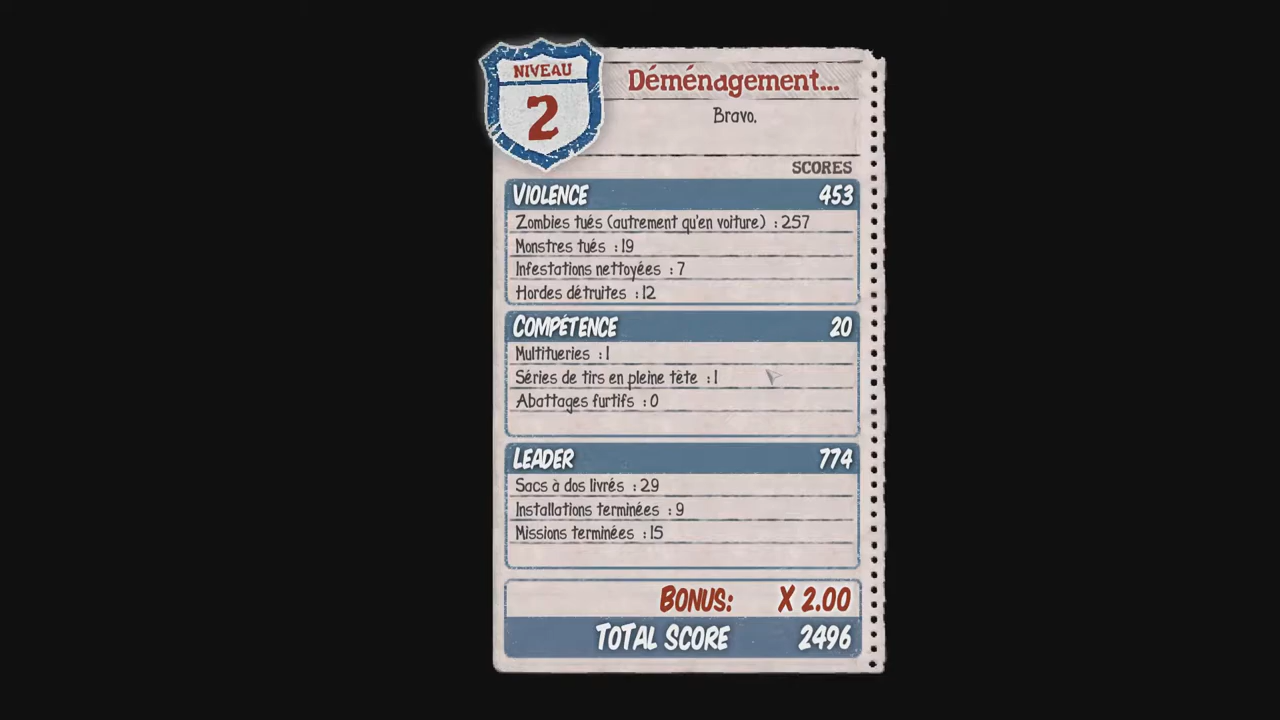 NIVEAU
2
Déménagement...
Bravo.
SCORES
VIOLENCE 453
Zombies tués (autrement qu'en voiture) : 257
Monstres tués : 19
Infestations nettoyées : 7
Hordes détruites : 12
COMPÉTENCE 20
Multitueries : 1
Séries de tirs en pleine tête : 1
Abattages furtifs : 0
LEADER 774
Sacs à dos livrés : 29
Installations terminées : 9
Missions terminées : 15
BONUS: X 2.00
TOTAL SCORE 2496